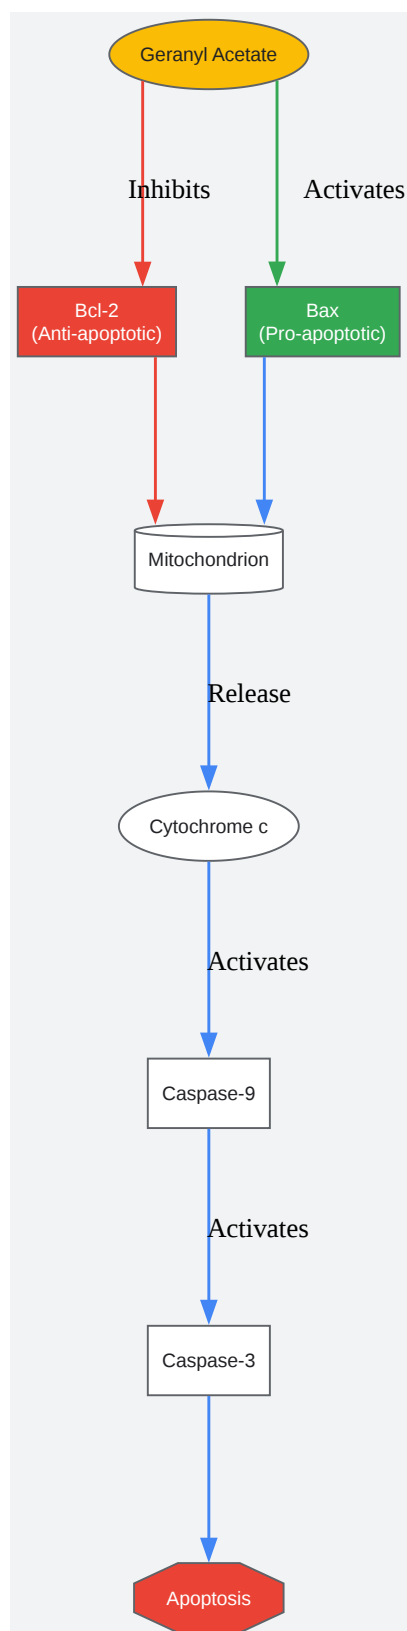 Geranyl Acetate
Inhibits
Activates
Bcl-2
(Anti-apoptotic)
Bax
(Pro-apoptotic)
Mitochondrion
Release
Cytochrome c
Activates
Caspase-9
Activates
Caspase-3
Apoptosis